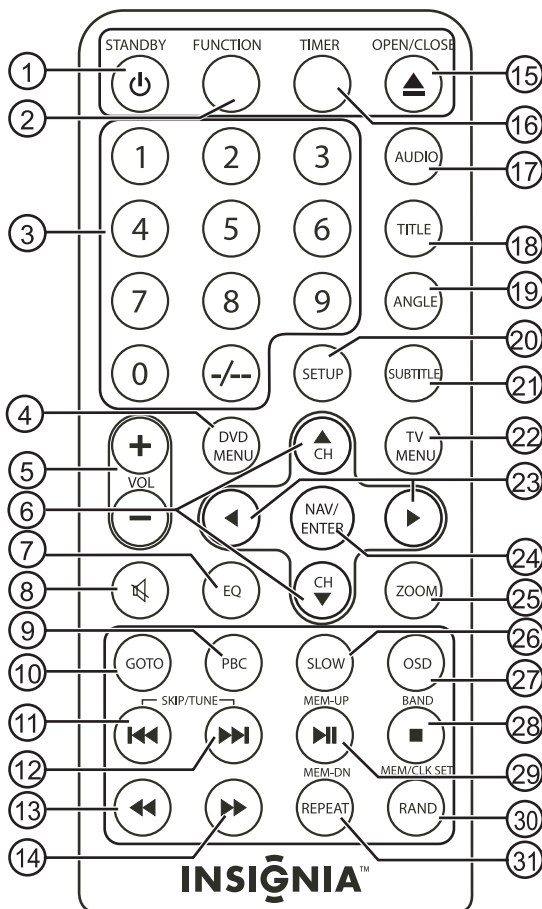 STANDBY FUNCTION TIMER OPEN/CLOSE
1
2
15
16
1 2 3 AUDIO
17
3
4 5 6 TITLE
18
7 8 9 ANGLE
19
20
0 -/-- SETUP SUBTITLE
21
4
+ DVD MENU CH TV MENU
22
5
VOL
6
23
− NAV/ENTER
24
7
CH
8
EQ ZOOM
25
9
26
10
GOTO PBC SLOW OSD
27
11
SKIP/TUNE MEM-UP BAND
28
12
29
MEM-DN MEM/CLK SET
13
REPEAT RAND
30
14
31
INSIGNIA™